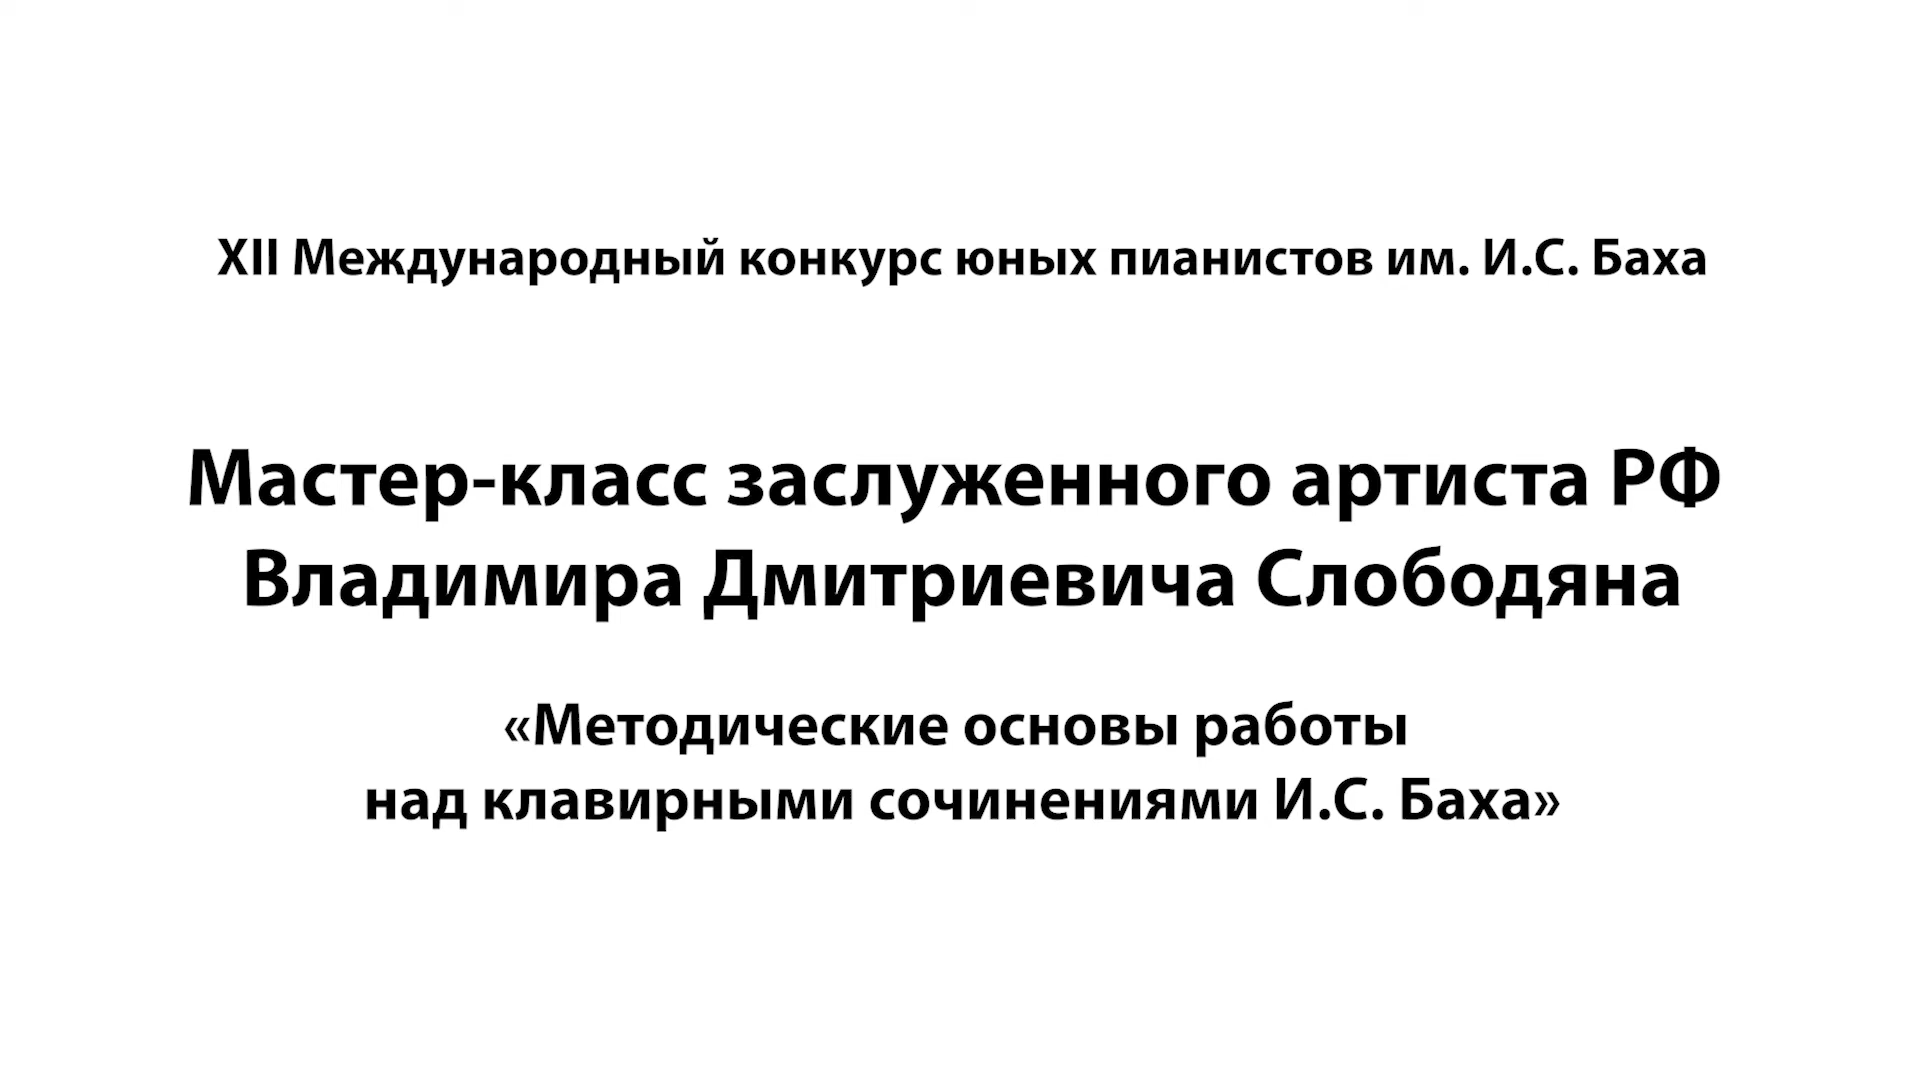 XII Международный конкурс юных пианистов им. И.С. Баха
Мастер-класс заслуженного артиста РФ
Владимира Дмитриевича Слободяна
«Методические основы работы
над клавирными сочинениями И.С. Баха»